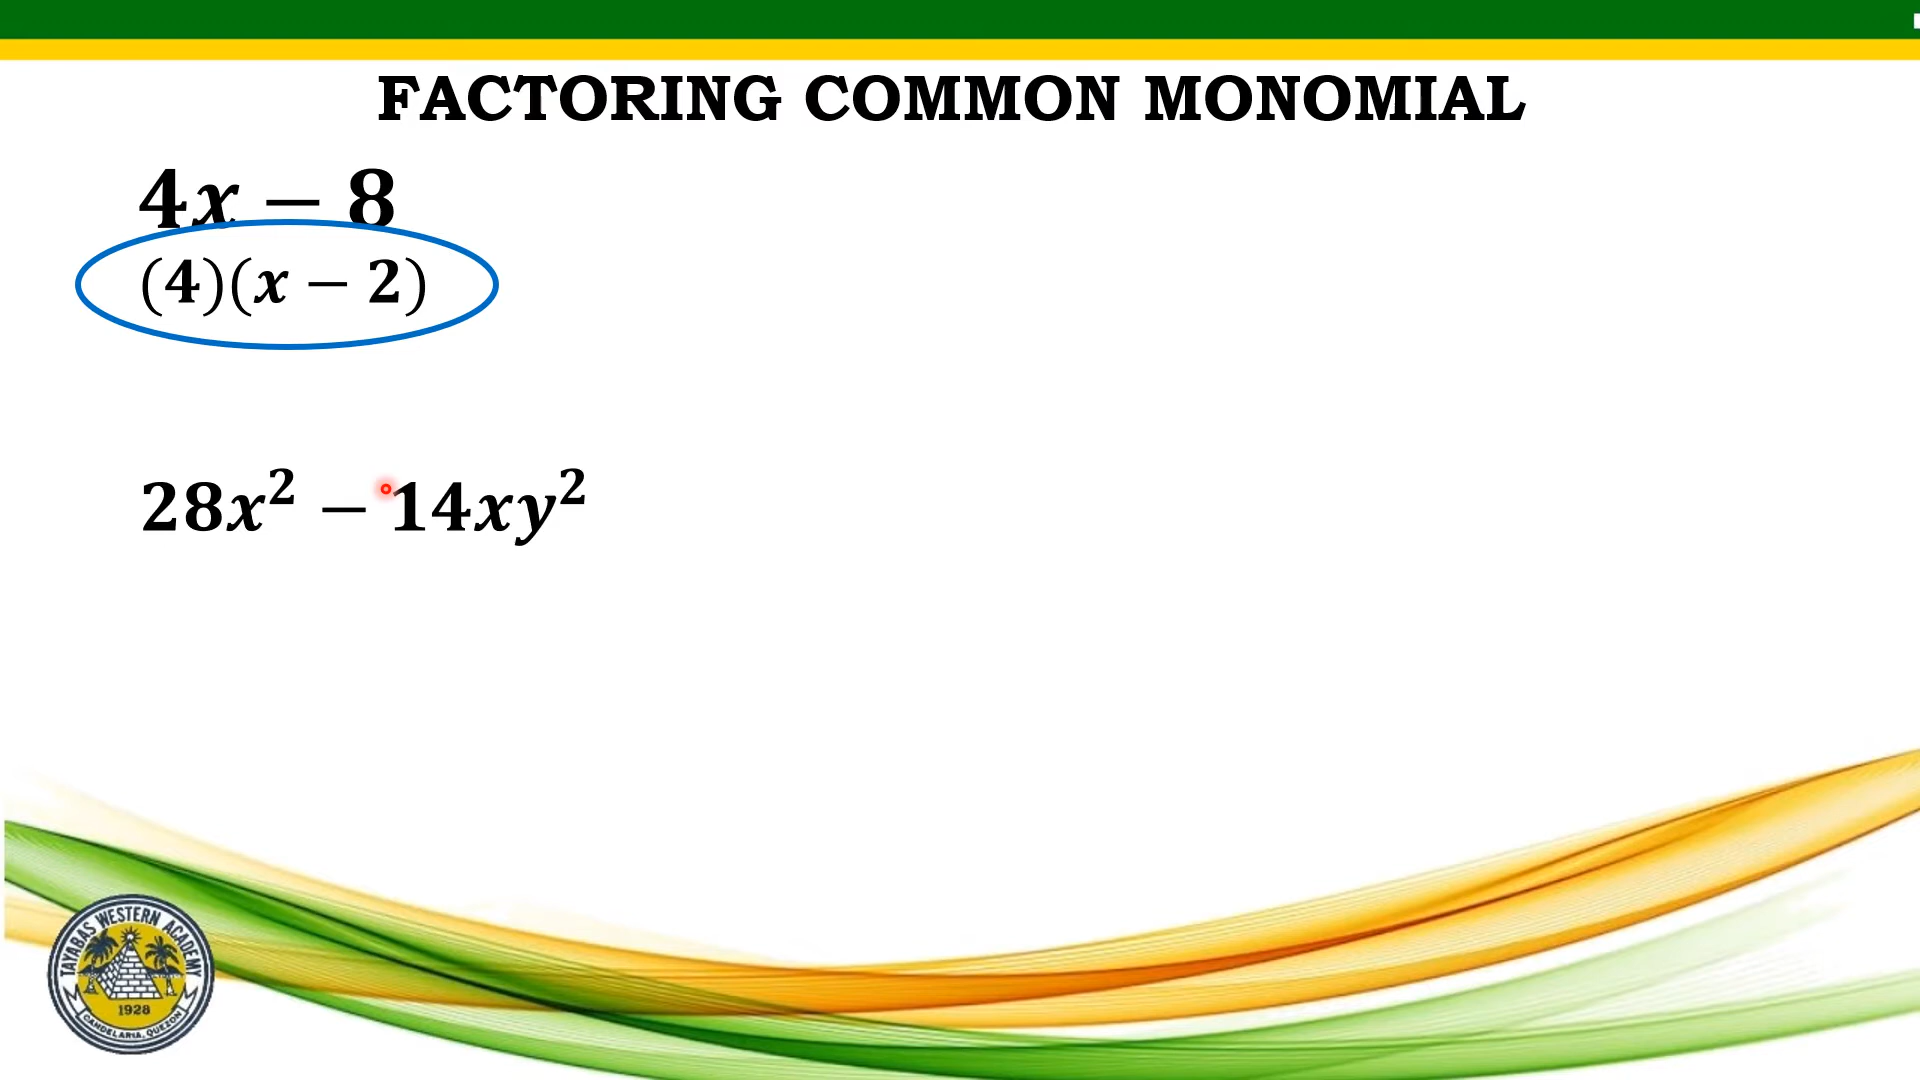 FACTORING COMMON MONOMIAL
4x − 8
(4)(x − 2)
28x² − 14xy²
TAYABAS WESTERN ACADEMY
1928
CANDELARIA, QUEZON